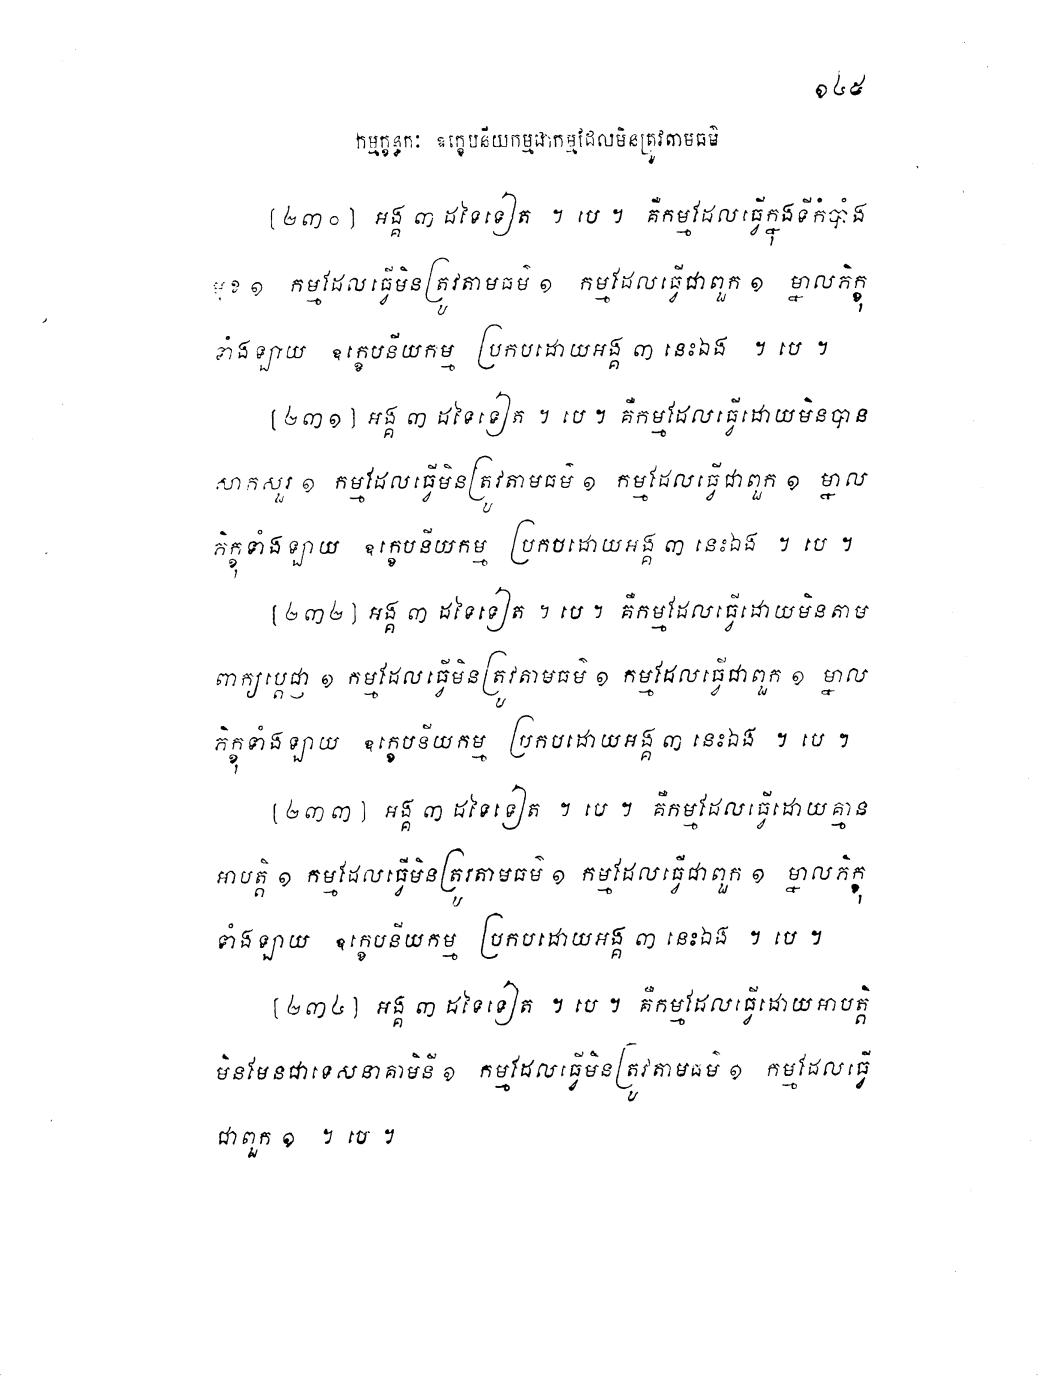 ១៤៥
កម្មក្ខន្ធកៈ ឧក្ខេបនីយកម្មជាកម្មដែលមិនត្រូវតាមធម៌
[២៣០] អង្គ ៣ ដទៃទៀត ។ បេ ។ គឺកម្មដែលធ្វើក្នុងទីកំបាំង
មុខ ១ កម្មដែលធ្វើមិនត្រូវតាមធម៌ ១ កម្មដែលធ្វើជាពួក ១ ម្នាលភិក្ខុ
ទាំងឡាយ ឧក្ខេបនីយកម្ម ប្រកបដោយអង្គ ៣ នេះឯង ។ បេ ។
[២៣១] អង្គ ៣ ដទៃទៀត ។ បេ ។ គឺកម្មដែលធ្វើដោយមិនបាន
សាកសួរ ១ កម្មដែលធ្វើមិនត្រូវតាមធម៌ ១ កម្មដែលធ្វើជាពួក ១ ម្នាល
ភិក្ខុទាំងឡាយ ឧក្ខេបនីយកម្ម ប្រកបដោយអង្គ ៣ នេះឯង ។ បេ ។
[២៣២] អង្គ ៣ ដទៃទៀត ។ បេ ។ គឺកម្មដែលធ្វើដោយមិនតាម
ពាក្យប្តេជ្ញា ១ កម្មដែលធ្វើមិនត្រូវតាមធម៌ ១ កម្មដែលធ្វើជាពួក ១ ម្នាល
ភិក្ខុទាំងឡាយ ឧក្ខេបនីយកម្ម ប្រកបដោយអង្គ ៣ នេះឯង ។ បេ ។
[២៣៣] អង្គ ៣ ដទៃទៀត ។ បេ ។ គឺកម្មដែលធ្វើដោយគ្មាន
អាបត្តិ ១ កម្មដែលធ្វើមិនត្រូវតាមធម៌ ១ កម្មដែលធ្វើជាពួក ១ ម្នាលភិក្ខុ
ទាំងឡាយ ឧក្ខេបនីយកម្ម ប្រកបដោយអង្គ ៣ នេះឯង ។ បេ ។
[២៣៤] អង្គ ៣ ដទៃទៀត ។ បេ ។ គឺកម្មដែលធ្វើដោយអាបត្តិ
មិនមែនជាទេសនាគាមិនី ១ កម្មដែលធ្វើមិនត្រូវតាមធម៌ ១ កម្មដែលធ្វើ
ជាពួក ១ ។ បេ ។